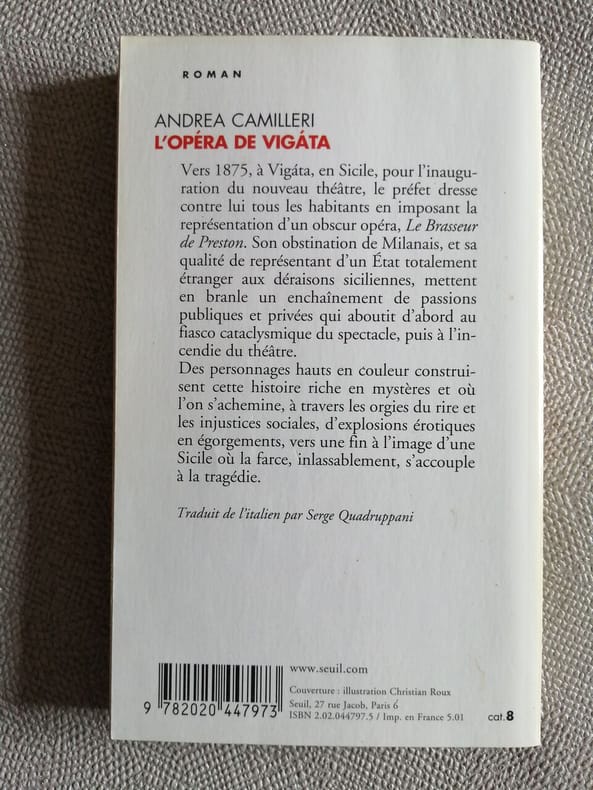 ROMAN
ANDREA CAMILLERI
L'OPÉRA DE VIGÁTA
Vers 1875, à Vigáta, en Sicile, pour l'inaugu-
ration du nouveau théâtre, le préfet dresse
contre lui tous les habitants en imposant la
représentation d'un obscur opéra, Le Brasseur
de Preston. Son obstination de Milanais, et sa
qualité de représentant d'un État totalement
étranger aux déraisons siciliennes, mettent
en branle un enchaînement de passions
publiques et privées qui aboutit d'abord au
fiasco cataclysmique du spectacle, puis à l'in-
cendie du théâtre.
Des personnages hauts en couleur construi-
sent cette histoire riche en mystères et où
l'on s'achemine, à travers les orgies du rire et
les injustices sociales, d'explosions érotiques
en égorgements, vers une fin à l'image d'une
Sicile où la farce, inlassablement, s'accouple
à la tragédie.
Traduit de l'italien par Serge Quadruppani
www.seuil.com
Couverture : illustration Christian Roux
Seuil, 27 rue Jacob, Paris 6
ISBN 2.02.044797.5 / Imp. en France 5.01
9 782020 447973
cat.8